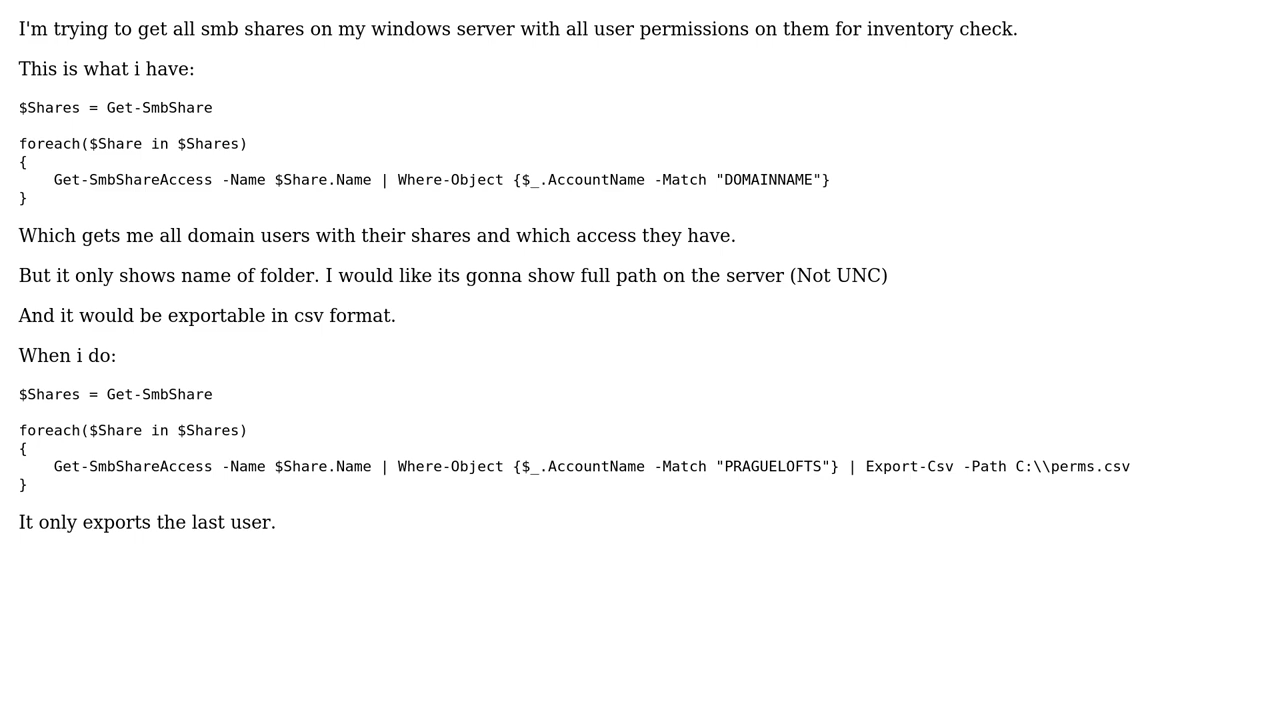 I'm trying to get all smb shares on my windows server with all user permissions on them for inventory check.
This is what i have:
$Shares = Get-SmbShare
foreach($Share in $Shares)
{
    Get-SmbShareAccess -Name $Share.Name | Where-Object {$_.AccountName -Match "DOMAINNAME"}
}
Which gets me all domain users with their shares and which access they have.
But it only shows name of folder. I would like its gonna show full path on the server (Not UNC)
And it would be exportable in csv format.
When i do:
$Shares = Get-SmbShare
foreach($Share in $Shares)
{
    Get-SmbShareAccess -Name $Share.Name | Where-Object {$_.AccountName -Match "PRAGUELOFTS"} | Export-Csv -Path C:\\perms.csv
}
It only exports the last user.